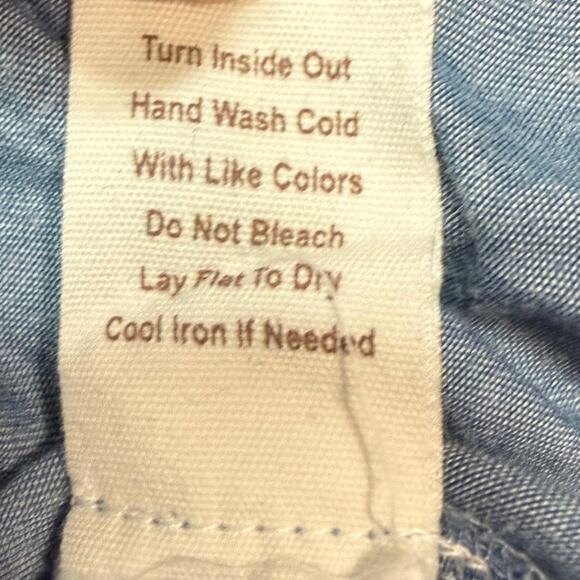 Turn Inside Out
Hand Wash Cold
With Like Colors
Do Not Bleach
Lay Flat To Dry
Cool Iron If Needed